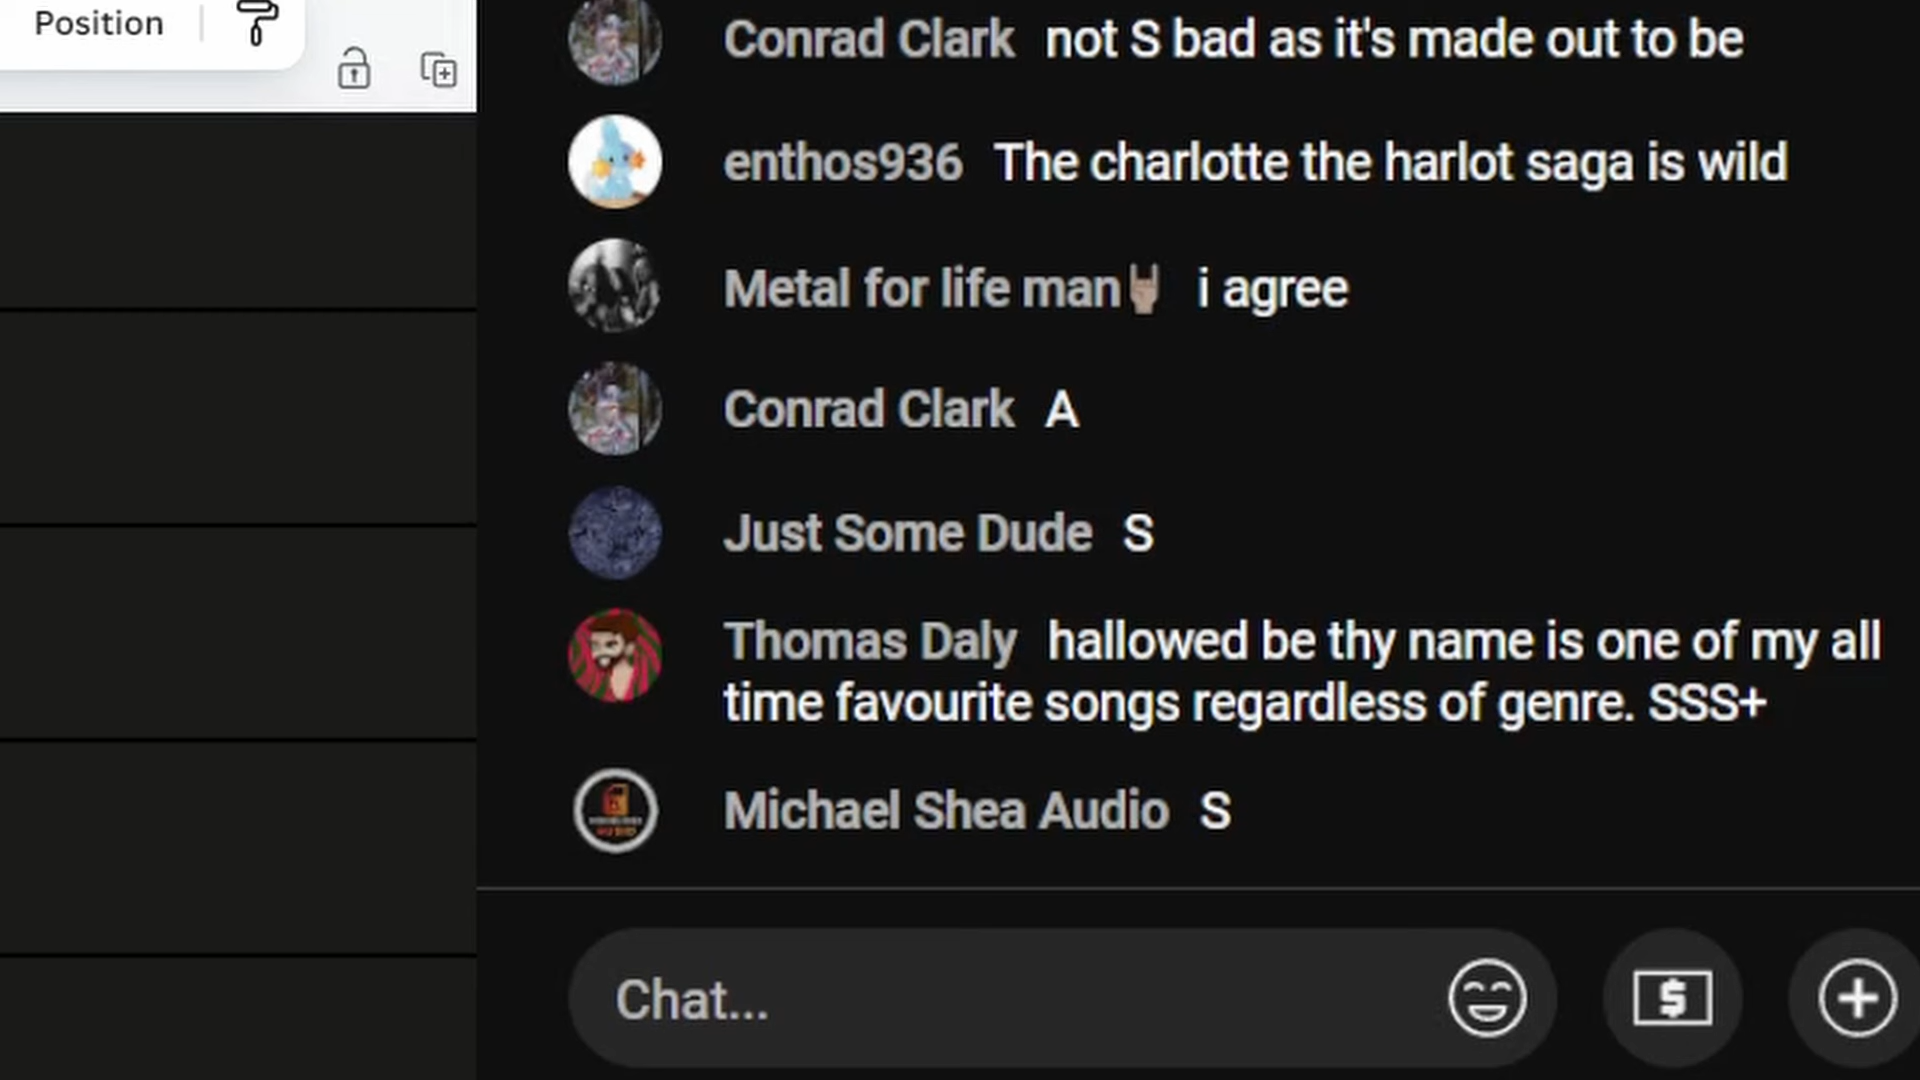 Position
Conrad Clark not S bad as it's made out to be
enthos936 The charlotte the harlot saga is wild
Metal for life man🤘🏼 i agree
Conrad Clark A
Just Some Dude S
Thomas Daly hallowed be thy name is one of my all
time favourite songs regardless of genre. SSS+
Michael Shea Audio S
Chat...